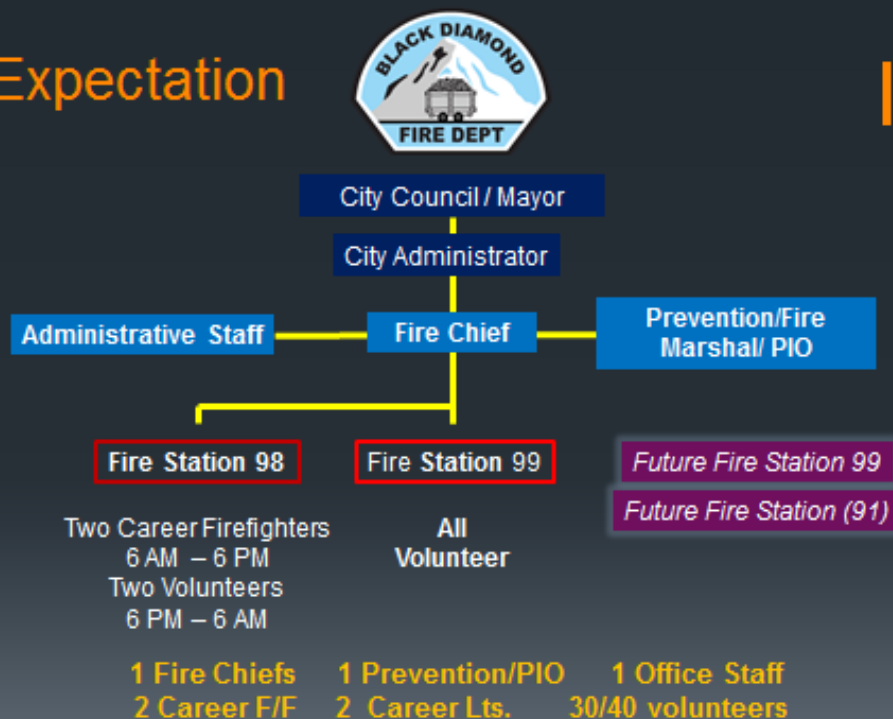 Expectation
BLACK DIAMOND
FIRE DEPT
City Council / Mayor
City Administrator
Administrative Staff
Fire Chief
Prevention/Fire
Marshal/ PIO
Fire Station 98
Fire Station 99
Future Fire Station 99
Future Fire Station (91)
Two Career Firefighters
6 AM – 6 PM
Two Volunteers
6 PM – 6 AM
All
Volunteer
1 Fire Chiefs 1 Prevention/PIO 1 Office Staff
2 Career F/F 2 Career Lts. 30/40 volunteers